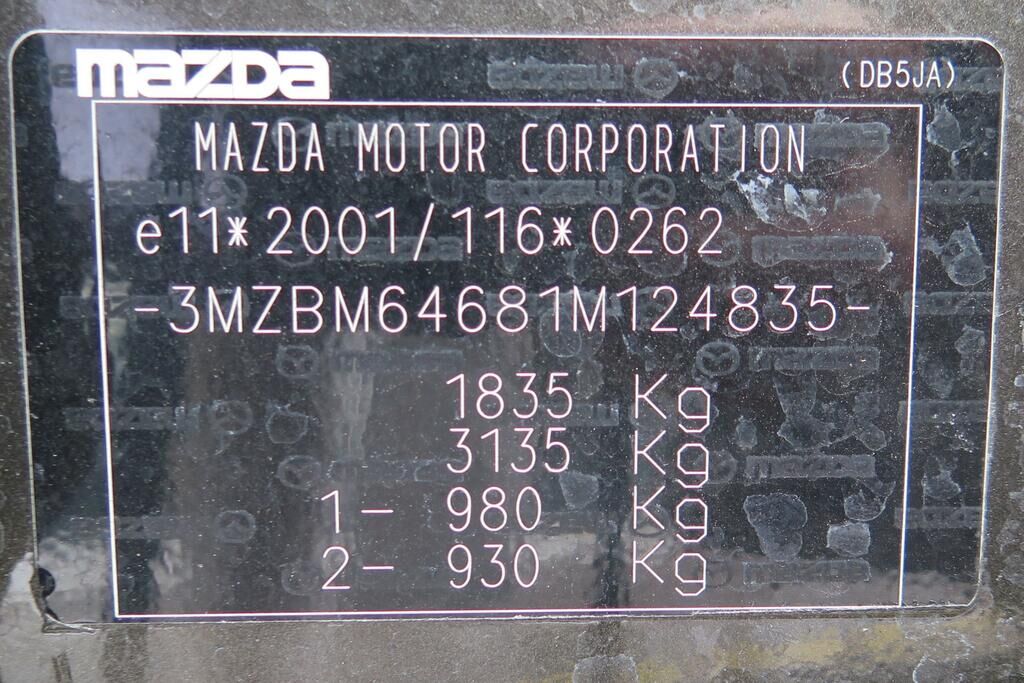 mazda (DB5JA)
MAZDA MOTOR CORPORATION
e11*2001/116*0262
-3MZBM64681M124835-
1835 Kg
3135 Kg
1- 980 Kg
2- 930 Kg